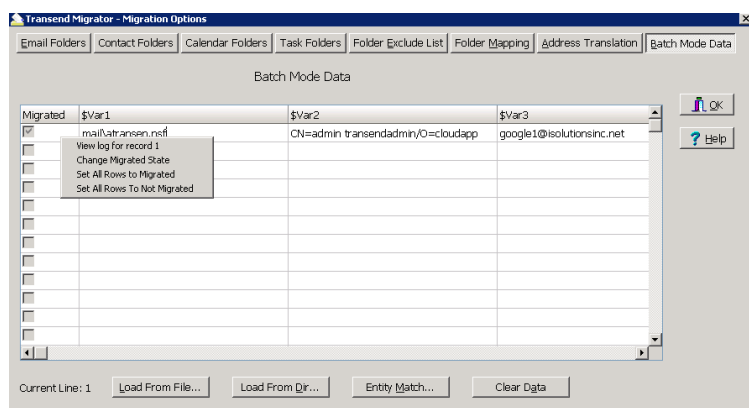 Transend Migrator - Migration Options
Email Folders Contact Folders Calendar Folders Task Folders Folder Exclude List Folder Mapping Address Translation Batch Mode Data
Batch Mode Data
Migrated $Var1 $Var2 $Var3
mail\atransen.nsf CN=admin transendadmin/O=cloudapp google1@isolutionsinc.net
View log for record 1
Change Migrated State
Set All Rows to Migrated
Set All Rows To Not Migrated
OK
Help
Current Line: 1 Load From File... Load From Dir... Entity Match... Clear Data